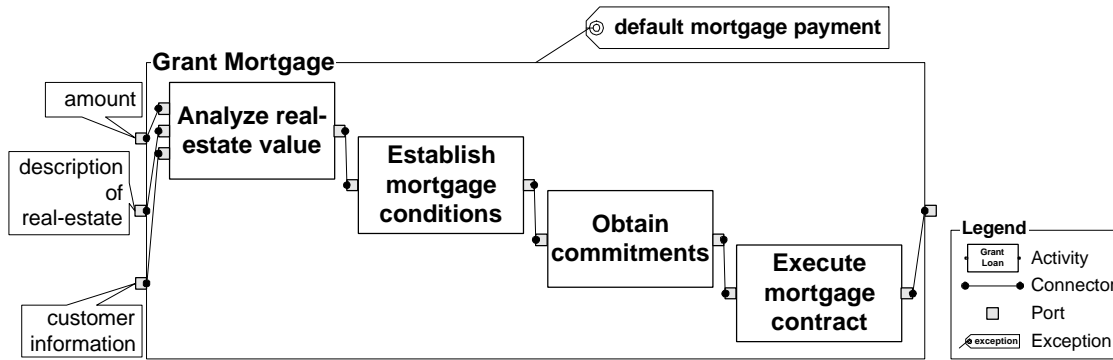 default mortgage payment
Grant Mortgage
amount
Analyze real-
estate value
description
of
real-estate
Establish
mortgage
conditions
Obtain
commitments
Execute
mortgage
contract
customer
information
Legend
Grant
Loan
Activity
Connector
Port
exception
Exception